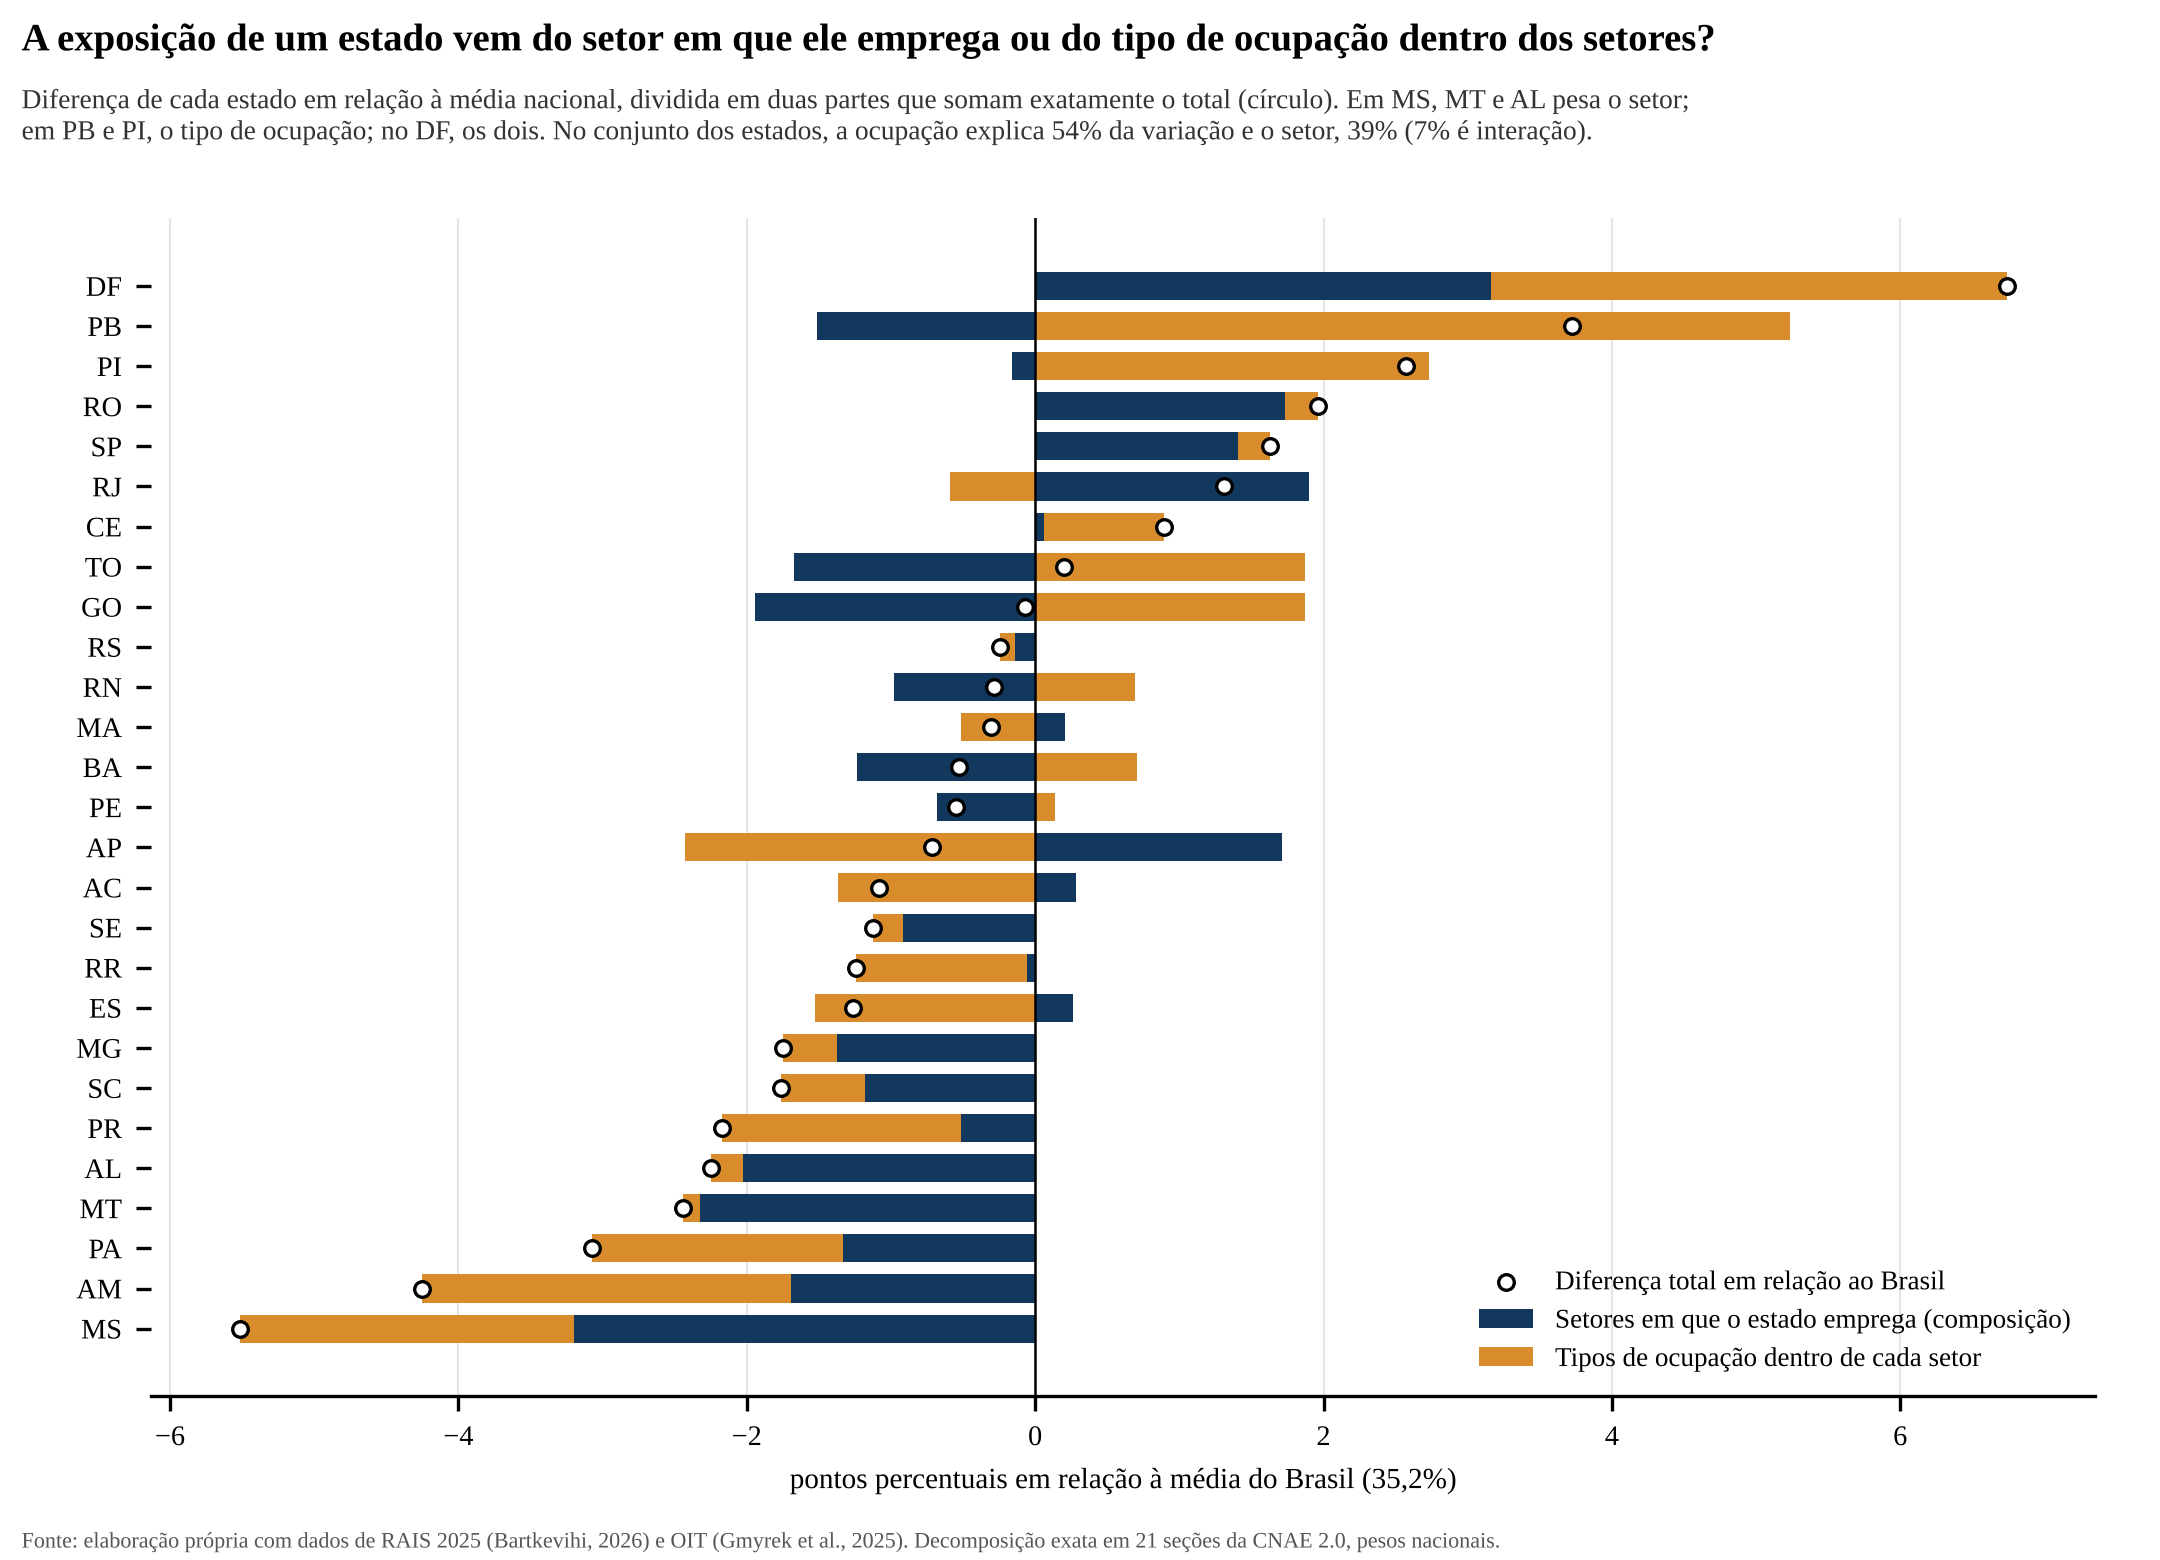 A exposição de um estado vem do setor em que ele emprega ou do tipo de ocupação dentro dos setores?
Diferença de cada estado em relação à média nacional, dividida em duas partes que somam exatamente o total (círculo). Em MS, MT e AL pesa o setor;
em PB e PI, o tipo de ocupação; no DF, os dois. No conjunto dos estados, a ocupação explica 54% da variação e o setor, 39% (7% é interação).
DF
PB
PI
RO
SP
RJ
CE
TO
GO
RS
RN
MA
BA
PE
AP
AC
SE
RR
ES
MG
SC
PR
AL
MT
PA
AM
MS
Diferença total em relação ao Brasil
Setores em que o estado emprega (composição)
Tipos de ocupação dentro de cada setor
−6 −4 −2 0 2 4 6
pontos percentuais em relação à média do Brasil (35,2%)
Fonte: elaboração própria com dados de RAIS 2025 (Bartkevihi, 2026) e OIT (Gmyrek et al., 2025). Decomposição exata em 21 seções da CNAE 2.0, pesos nacionais.